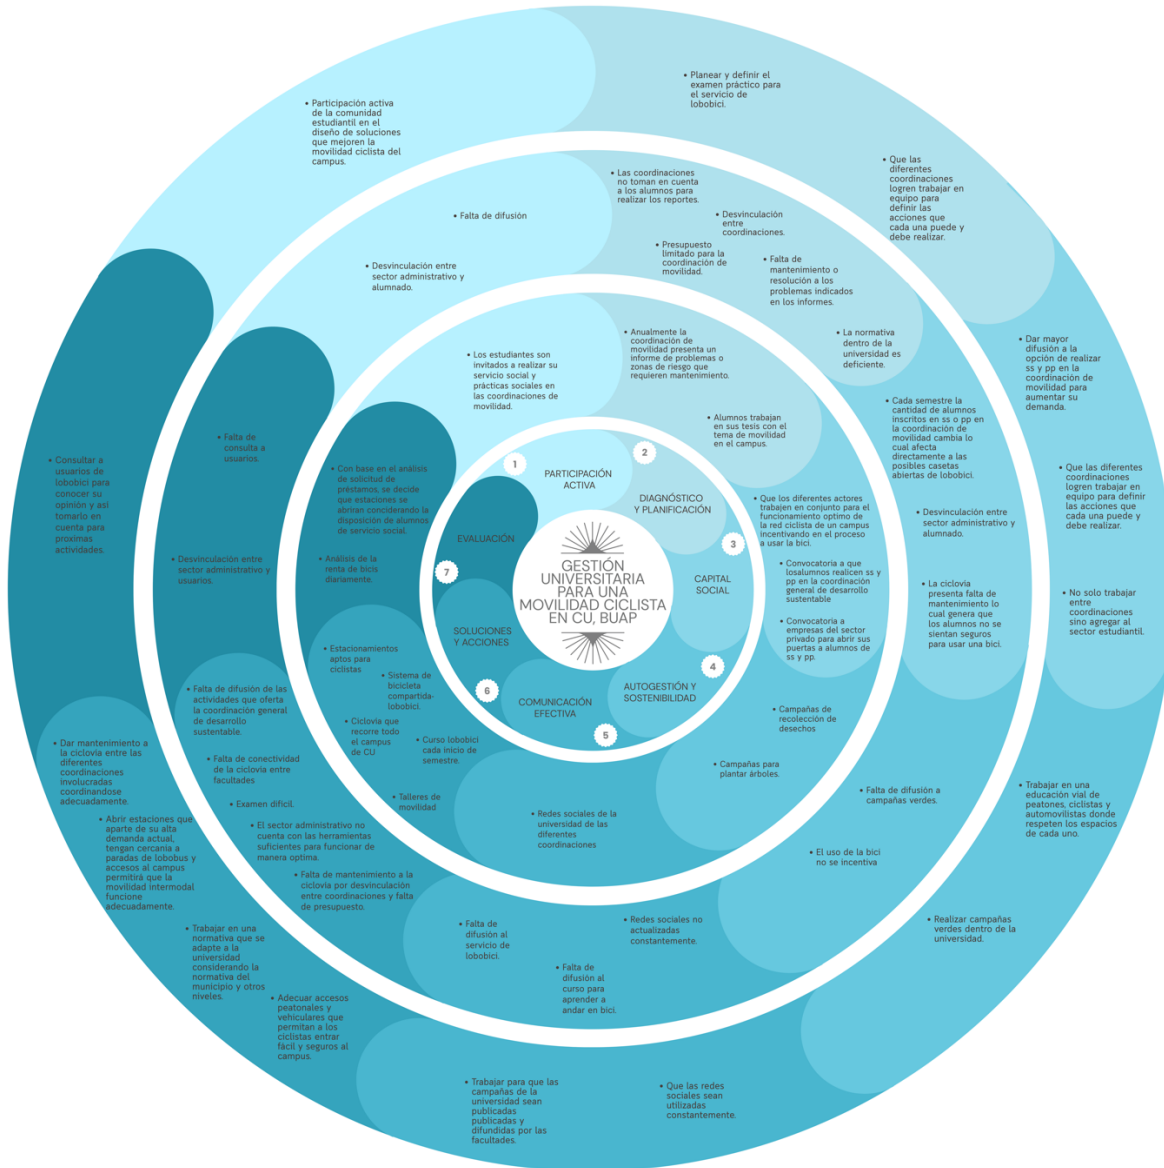 GESTIÓN
UNIVERSITARIA
PARA UNA
MOVILIDAD CICLISTA
EN CU, BUAP
1
PARTICIPACIÓN
ACTIVA
2
DIAGNÓSTICO
Y PLANIFICACIÓN
3
CAPITAL
SOCIAL
4
AUTOGESTIÓN Y
SOSTENIBILIDAD
5
COMUNICACIÓN
EFECTIVA
6
SOLUCIONES
Y ACCIONES
7
EVALUACIÓN
• Los estudiantes son
invitados a realizar su
servicio social y
prácticas sociales en
las coordinaciones de
movilidad.
• Anualmente la
coordinación de
movilidad presenta un
informe de problemas o
zonas de riesgo que
requieren mantenimiento.
• Alumnos trabajan
en sus tesis con el
tema de movilidad
en el campus.
• Que los diferentes actores
trabajen en conjunto para el
funcionamiento optimo de
la red ciclista de un campus
incentivando en el proceso
a usar la bici.
• Convocatoria a que
losalumnos realicen ss y
pp en la coordinación
general de desarrollo
sustentable
• Convocatoria a
empresas del sector
privado para abrir sus
puertas a alumnos de
ss y pp.
• Campañas de
recolección de
desechos
• Campañas para
plantar árboles.
• Redes sociales de la
universidad de las
diferentes
coordinaciones
• Estacionamientos
aptos para
ciclistas
• Sistema de
bicicleta
compartida-
lobobici.
• Ciclovia que
recorre todo
el campus
de CU
• Curso lobobici
cada inicio de
semestre.
• Talleres de
movilidad
• Con base en el análisis
de solicitud de
préstamos, se decide
que estaciones se
abriran concidiendo la
disposición de alumnos
de servicio social.
• Análisis de la
renta de bicis
diariamente.
• Falta de difusión
• Desvinculación entre
sector administrativo y
alumnado.
• Las coordinaciones
no toman en cuenta
a los alumnos para
realizar los reportes.
• Desvinculación
entre
coordinaciones.
• Presupuesto
limitado para la
coordinación de
movilidad.
• Falta de
mantenimiento o
resolución a los
problemas indicados
en los informes.
• La normativa
dentro de la
universidad es
deficiente.
• Cada semestre la
cantidad de alumnos
inscritos en ss o pp en
la coordinación de
movilidad cambia lo
cual afecta
directamente a las
posibles casetas
abiertas de lobobici.
• Desvinculación entre
sector administrativo y
alumnado.
• La ciclovia
presenta falta de
mantenimiento lo
cual genera que
los alumnos no se
sientan seguros
para usar una bici.
• Falta de difusión a
campañas verdes.
• El uso de la bici
no se incentiva
• Redes sociales no
actualizadas
constantemente.
• Falta de
difusión al
servicio de
lobobici.
• Falta de
difusión al
curso para
aprender a
andar en bici.
• Falta de difusión de las
actividades que oferta
la coordinación general
de desarrollo
sustentable.
• Falta de conectividad
de la ciclovia entre
facultades
• Examen dificil.
• El sector administrativo no
cuenta con las herramientas
suficientes para funcionar de
manera optima.
• Falta de mantenimiento a la
ciclovia por desvinculación
entre coordinaciones y falta
de presupuesto.
• Falta de
consulta a
usuarios.
• Desvinculación entre
sector administrativo y
usuarios.
• Participación activa
de la comunidad
estudiantil en el
diseño de soluciones
que mejoren la
movilidad ciclista del
campus.
• Planear y definir el
examen práctico para
el servicio de
lobobici.
• Que las
diferentes
coordinaciones
logren trabajar en
equipo para
definir las
acciones que
cada una puede y
debe realizar.
• Dar mayor
difusión a la
opción de realizar
ss y pp en la
coordinación de
movilidad para
aumentar su
demanda.
• Que las diferentes
coordinaciones
logren trabajar en
equipo para definir
las acciones que
cada una puede y
debe realizar.
• No solo trabajar
entre
coordinaciones
sino agregar al
sector estudiantil.
• Trabajar en una
educación vial de
peatones, ciclistas y
automovilistas donde
respeten los espacios
de cada uno.
• Realizar campañas
verdes dentro de la
universidad.
• Que las redes
sociales sean
utilizadas
constantemente.
• Trabajar para que las
campañas de la
universidad sean
publicadas
publicadas y
difundidas por las
facultades.
• Dar mantenimiento a
la ciclovia entre las
diferentes
coordinaciones
involucradas
coordinandose
adecuadamente.
• Abrir estaciones que
aparte de su alta
demanda actual,
tengan cercania a
paradas de lobobus y
accesos al campus
permitirá que la
movilidad intermodal
funcione
adecuadamente.
• Trabajar en una
normativa que se
adapte a la
universidad
considerando la
normativa del
municipio y otros
niveles.
• Adecuar accesos
peatonales y
vehiculares que
permitan a los
ciclistas entrar
fácil y seguros al
campus.
• Consultar a
usuarios de
lobobici para
conocer su
opinión y asi
tomarlo en
cuenta para
proximas
actividades.